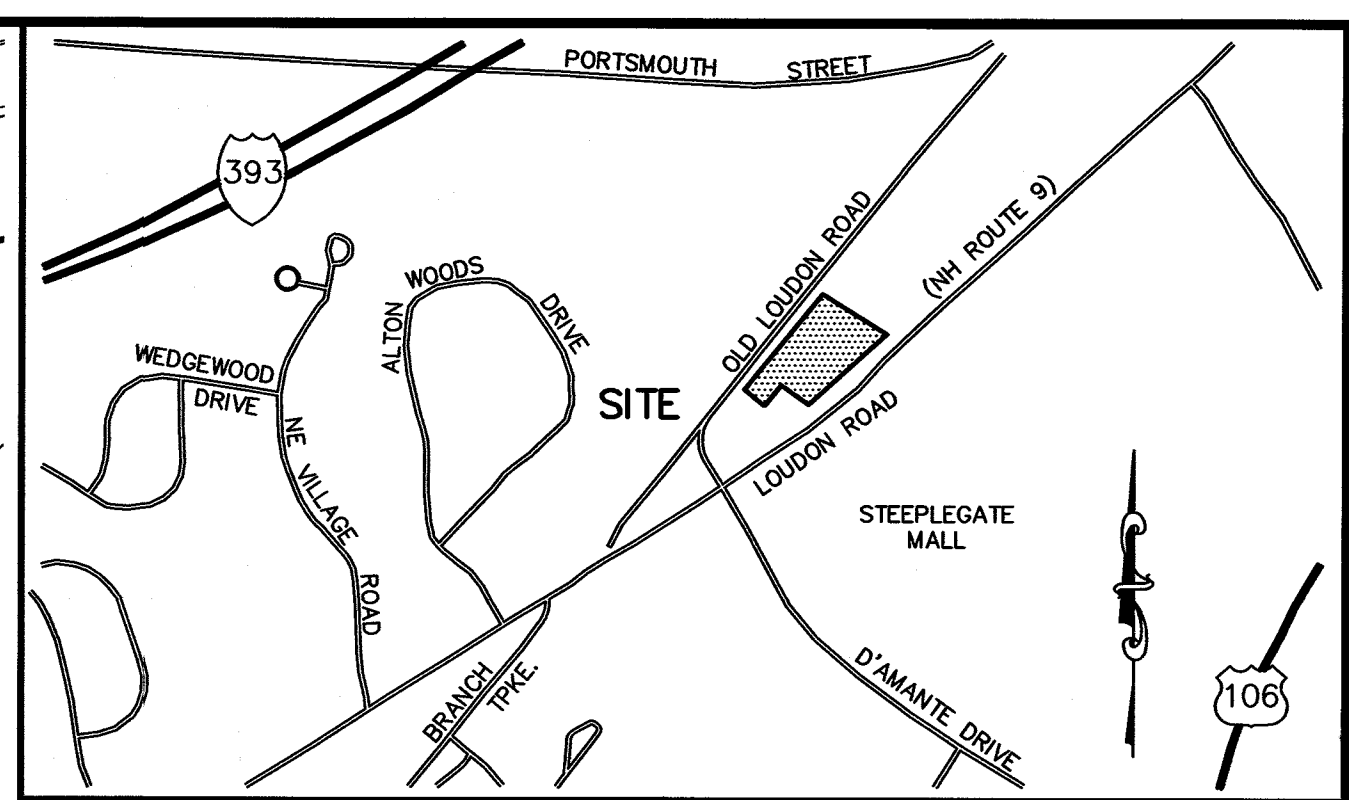 PORTSMOUTH STREET
393
OLD LOUDON ROAD
(NH ROUTE 9)
WOODS
ALTON
DRIVE
WEDGEWOOD
DRIVE
SITE
LOUDON ROAD
NE VILLAGE ROAD
STEEPLEGATE
MALL
BRANCH
TPKE.
D'AMANTE DRIVE
106